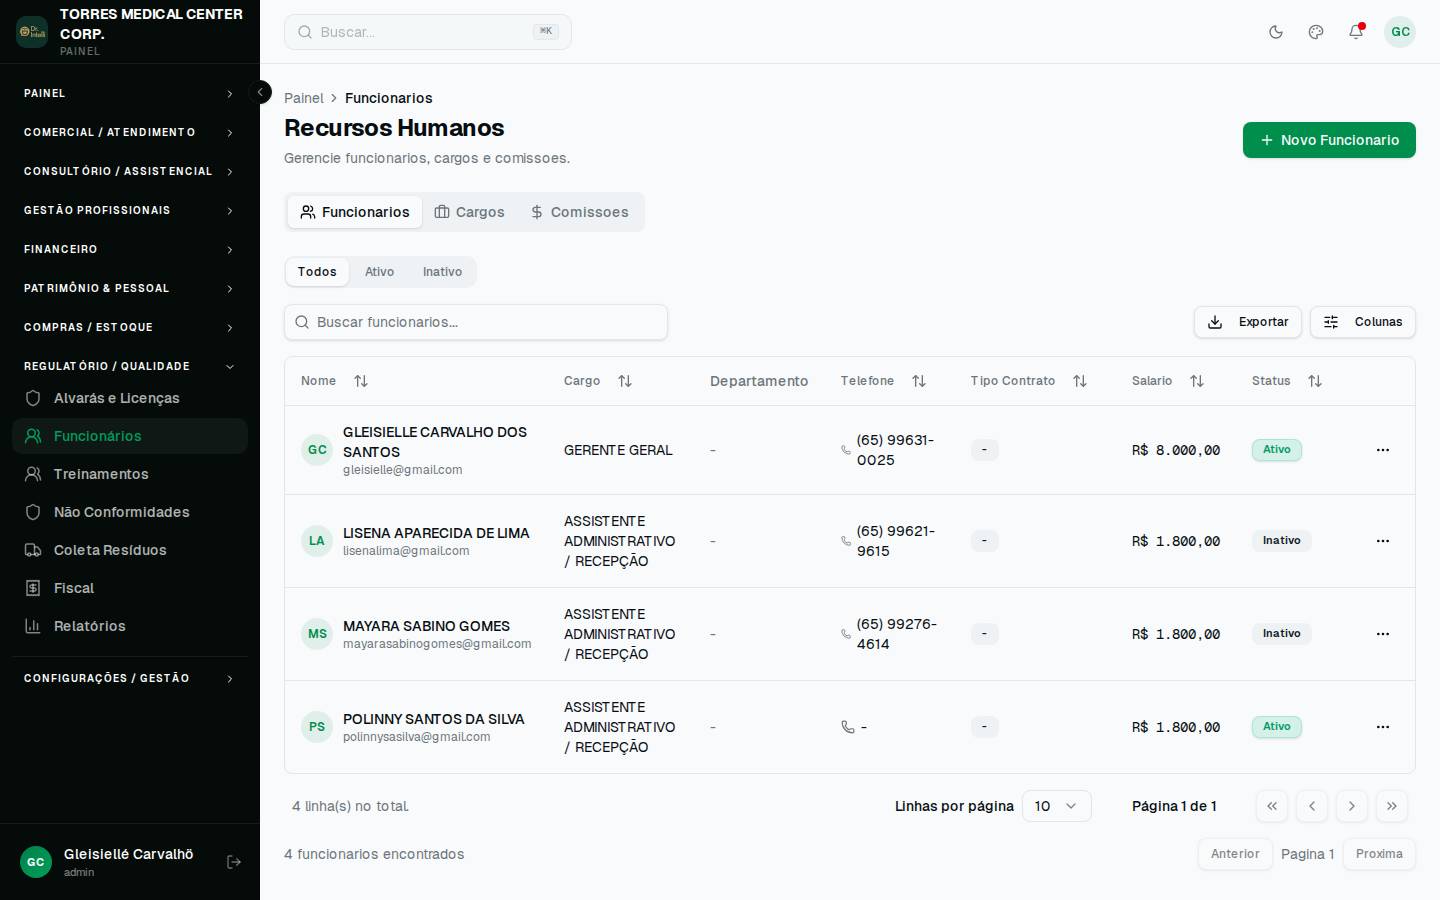 TORRES MEDICAL CENTER
CORP.
PAINEL
PAINEL
COMERCIAL / ATENDIMENTO
CONSULTÓRIO / ASSISTENCIAL
GESTÃO PROFISSIONAIS
FINANCEIRO
PATRIMÔNIO & PESSOAL
COMPRAS / ESTOQUE
REGULATÓRIO / QUALIDADE
Alvarás e Licenças
Funcionários
Treinamentos
Não Conformidades
Coleta Resíduos
Fiscal
Relatórios
CONFIGURAÇÕES / GESTÃO
GC
Gleisiellé Carvalhö
admin
Buscar...
⌘K
GC
Painel
Funcionarios
Recursos Humanos
Gerencie funcionarios, cargos e comissoes.
Novo Funcionario
Funcionarios
Cargos
Comissoes
Todos
Ativo
Inativo
Buscar funcionarios...
Exportar
Colunas
Nome
Cargo
Departamento
Telefone
Tipo Contrato
Salario
Status
GC
GLEISIELLE CARVALHO DOS
SANTOS
gleisielle@gmail.com
GERENTE GERAL
-
(65) 99631-
0025
-
R$ 8.000,00
Ativo
LA
LISENA APARECIDA DE LIMA
lisenalima@gmail.com
ASSISTENTE
ADMINISTRATIVO
/ RECEPÇÃO
-
(65) 99621-
9615
-
R$ 1.800,00
Inativo
MS
MAYARA SABINO GOMES
mayarasabinogomes@gmail.com
ASSISTENTE
ADMINISTRATIVO
/ RECEPÇÃO
-
(65) 99276-
4614
-
R$ 1.800,00
Inativo
PS
POLINNY SANTOS DA SILVA
polinnysasilva@gmail.com
ASSISTENTE
ADMINISTRATIVO
/ RECEPÇÃO
-
-
-
R$ 1.800,00
Ativo
4 linha(s) no total.
Linhas por página
10
Página 1 de 1
4 funcionarios encontrados
Anterior
Pagina 1
Proxima